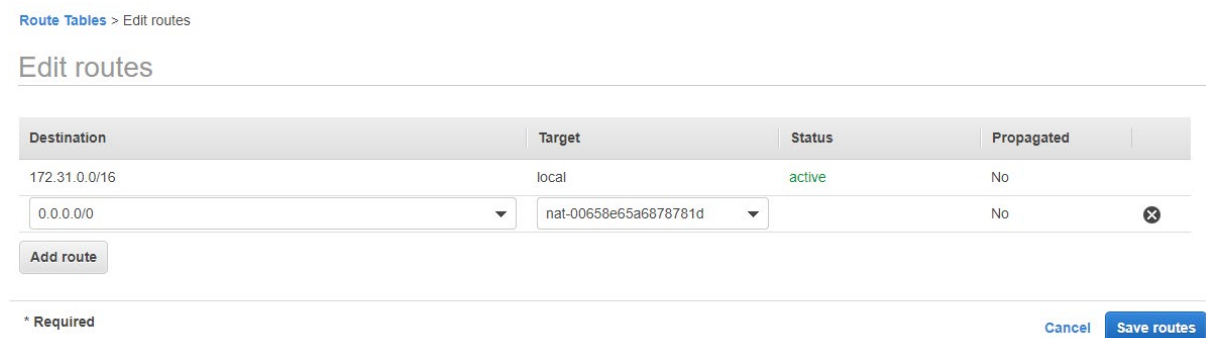 Route Tables > Edit routes
Edit routes
Destination Target Status Propagated
172.31.0.0/16 local active No
0.0.0.0/0 nat-00658e65a6878781d No
Add route
* Required Cancel Save routes